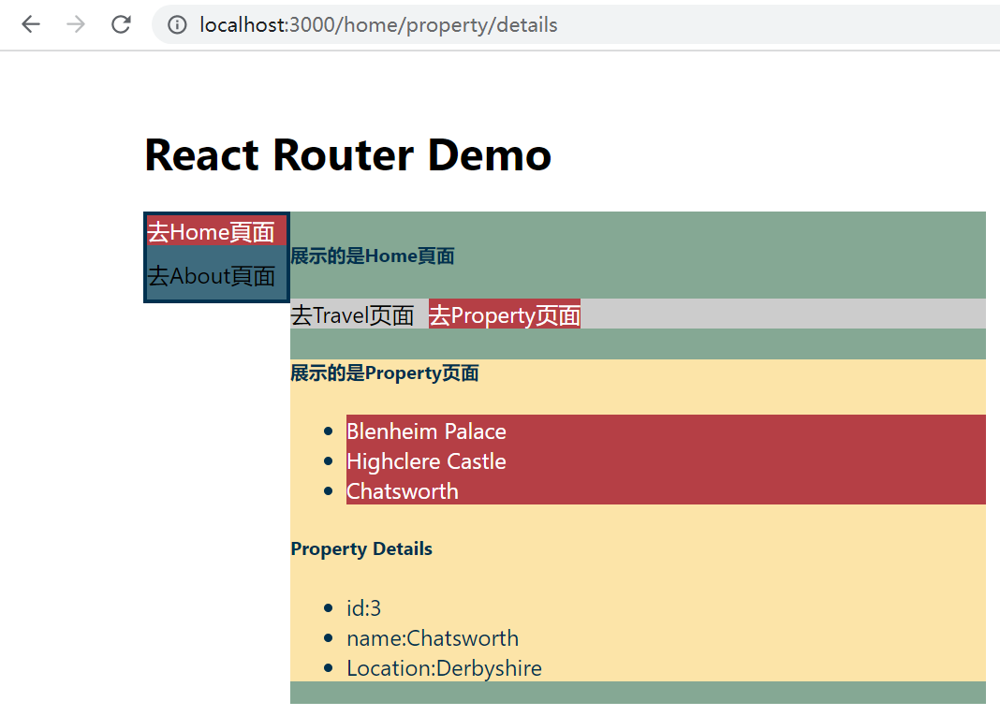 localhost:3000/home/property/details
React Router Demo
去Home頁面
去About頁面
展示的是Home頁面
去Travel页面 去Property页面
展示的是Property页面
Blenheim Palace
Highclere Castle
Chatsworth
Property Details
id:3
name:Chatsworth
Location:Derbyshire